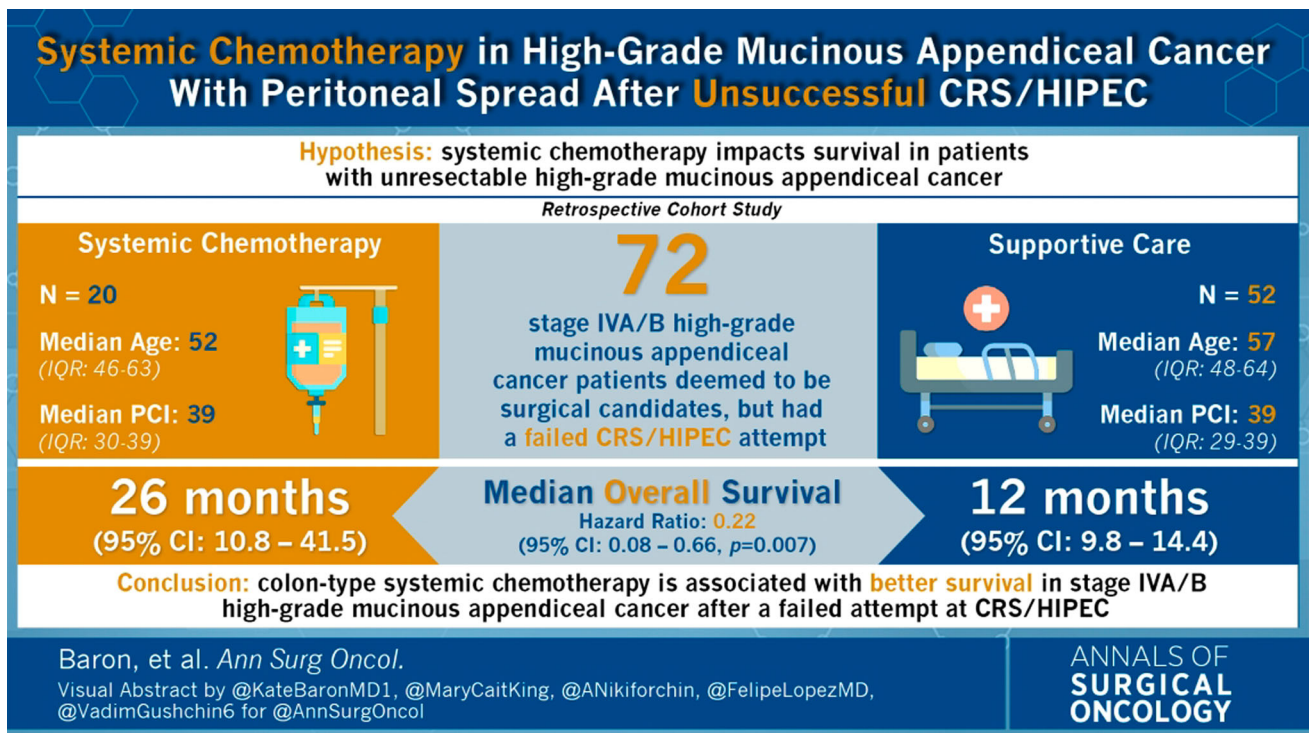 Systemic Chemotherapy in High-Grade Mucinous Appendiceal Cancer
With Peritoneal Spread After Unsuccessful CRS/HIPEC
Hypothesis: systemic chemotherapy impacts survival in patients
with unresectable high-grade mucinous appendiceal cancer
Retrospective Cohort Study
Systemic Chemotherapy
N = 20
Median Age: 52
(IQR: 46-63)
Median PCI: 39
(IQR: 30-39)
72
stage IVA/B high-grade
mucinous appendiceal
cancer patients deemed to be
surgical candidates, but had
a failed CRS/HIPEC attempt
Supportive Care
N = 52
Median Age: 57
(IQR: 48-64)
Median PCI: 39
(IQR: 29-39)
26 months
(95% CI: 10.8 – 41.5)
Median Overall Survival
Hazard Ratio: 0.22
(95% CI: 0.08 – 0.66, p=0.007)
12 months
(95% CI: 9.8 – 14.4)
Conclusion: colon-type systemic chemotherapy is associated with better survival in stage IVA/B
high-grade mucinous appendiceal cancer after a failed attempt at CRS/HIPEC
Baron, et al. Ann Surg Oncol.
Visual Abstract by @KateBaronMD1, @MaryCaitKing, @ANikiforchin, @FelipeLopezMD,
@VadimGushchin6 for @AnnSurgOncol
ANNALS OF
SURGICAL
ONCOLOGY